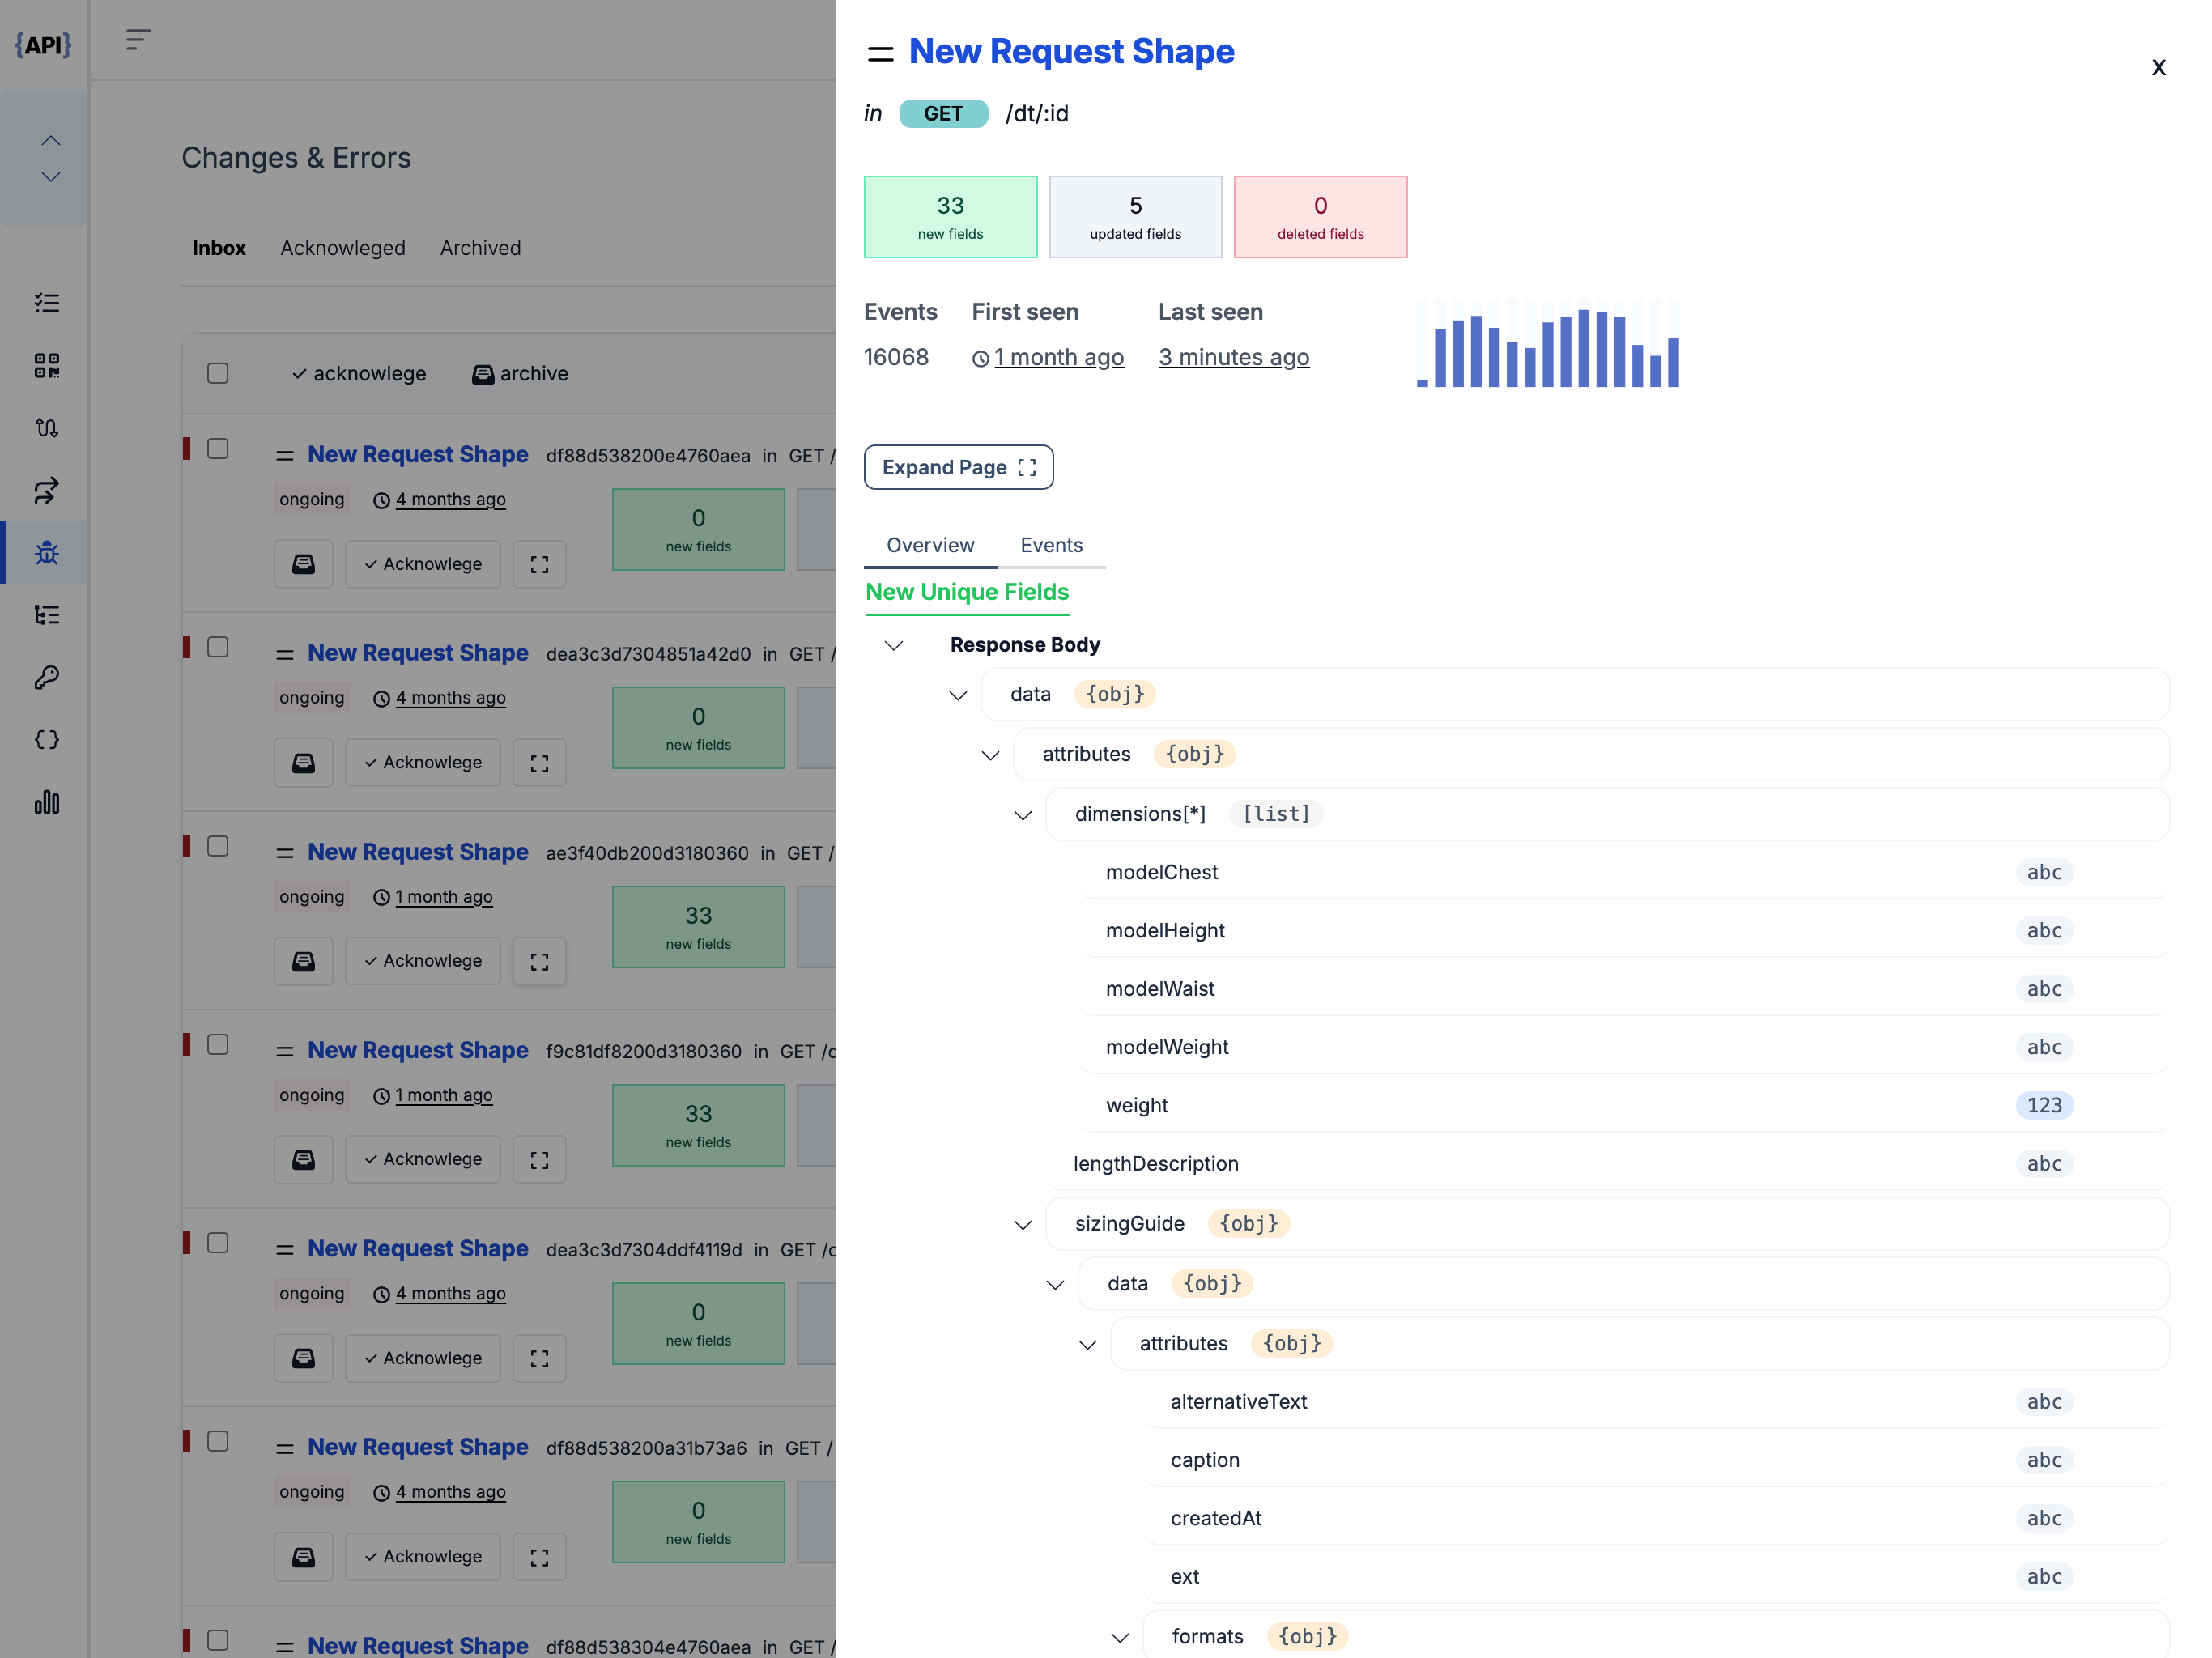 {API}
Changes & Errors
Inbox Acknowleged Archived
acknowlege archive
New Request Shape df88d538200e4760aea in GET /
ongoing 4 months ago
0
new fields
Acknowlege
New Request Shape dea3c3d7304851a42d0 in GET /
ongoing 4 months ago
0
new fields
Acknowlege
New Request Shape ae3f40db200d3180360 in GET /
ongoing 1 month ago
33
new fields
Acknowlege
New Request Shape f9c81df8200d3180360 in GET /c
ongoing 1 month ago
33
new fields
Acknowlege
New Request Shape dea3c3d7304ddf4119d in GET /c
ongoing 4 months ago
0
new fields
Acknowlege
New Request Shape df88d538200a31b73a6 in GET /
ongoing 4 months ago
0
new fields
Acknowlege
New Request Shape df88d538304e4760aea in GET /
New Request Shape
X
in GET /dt/:id
33 5 0
new fields updated fields deleted fields
Events First seen Last seen
16068 1 month ago 3 minutes ago
Expand Page
Overview Events
New Unique Fields
Response Body
data {obj}
attributes {obj}
dimensions[*] [list]
modelChest abc
modelHeight abc
modelWaist abc
modelWeight abc
weight 123
lengthDescription abc
sizingGuide {obj}
data {obj}
attributes {obj}
alternativeText abc
caption abc
createdAt abc
ext abc
formats {obj}